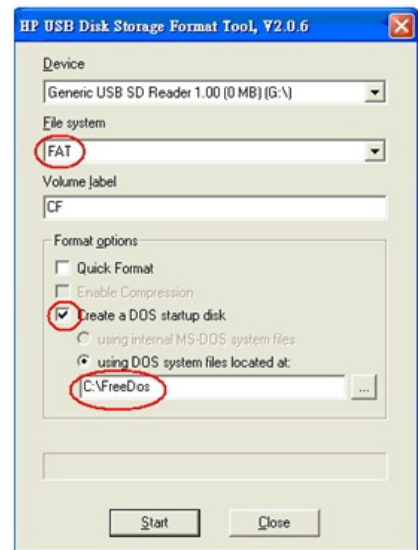 HP USB Disk Storage Format Tool, V2.0.6
Device
Generic USB SD Reader 1.00 (0 MB) (G:\)
File system
FAT
Volume label
CF
Format options
Quick Format
Enable Compression
Create a DOS startup disk
using internal MS-DOS system files
using DOS system files located at:
C:\FreeDos
...
Start
Close